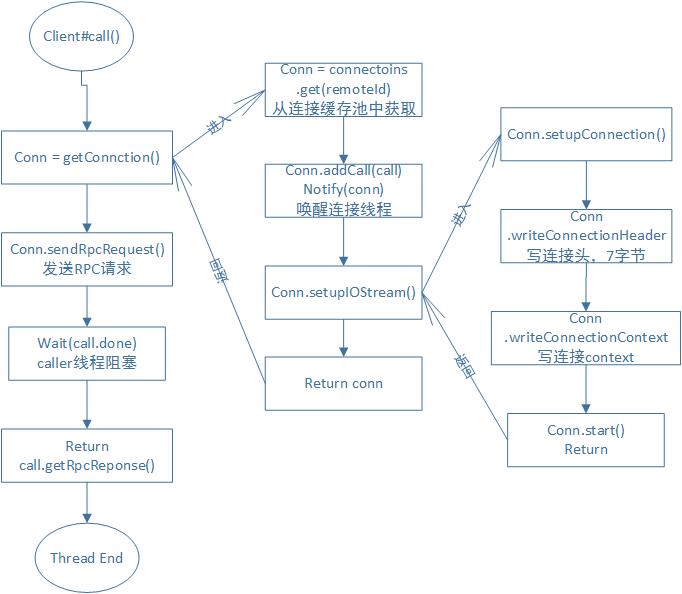 Client#call()
Conn = getConnction()
Conn.sendRpcRequest()
发送RPC请求
Wait(call.done)
caller线程阻塞
Return
call.getRpcReponse()
Thread End
进入
返回
Conn = connectoins
.get(remoteId)
从连接缓存池中获取
Conn.addCall(call)
Notify(conn)
唤醒连接线程
Conn.setupIOStream()
Return conn
进入
返回
Conn.setupConnection()
Conn
.writeConnectionHeader
写连接头，7字节
Conn
.writeConnectionContext
写连接context
Conn.start()
Return